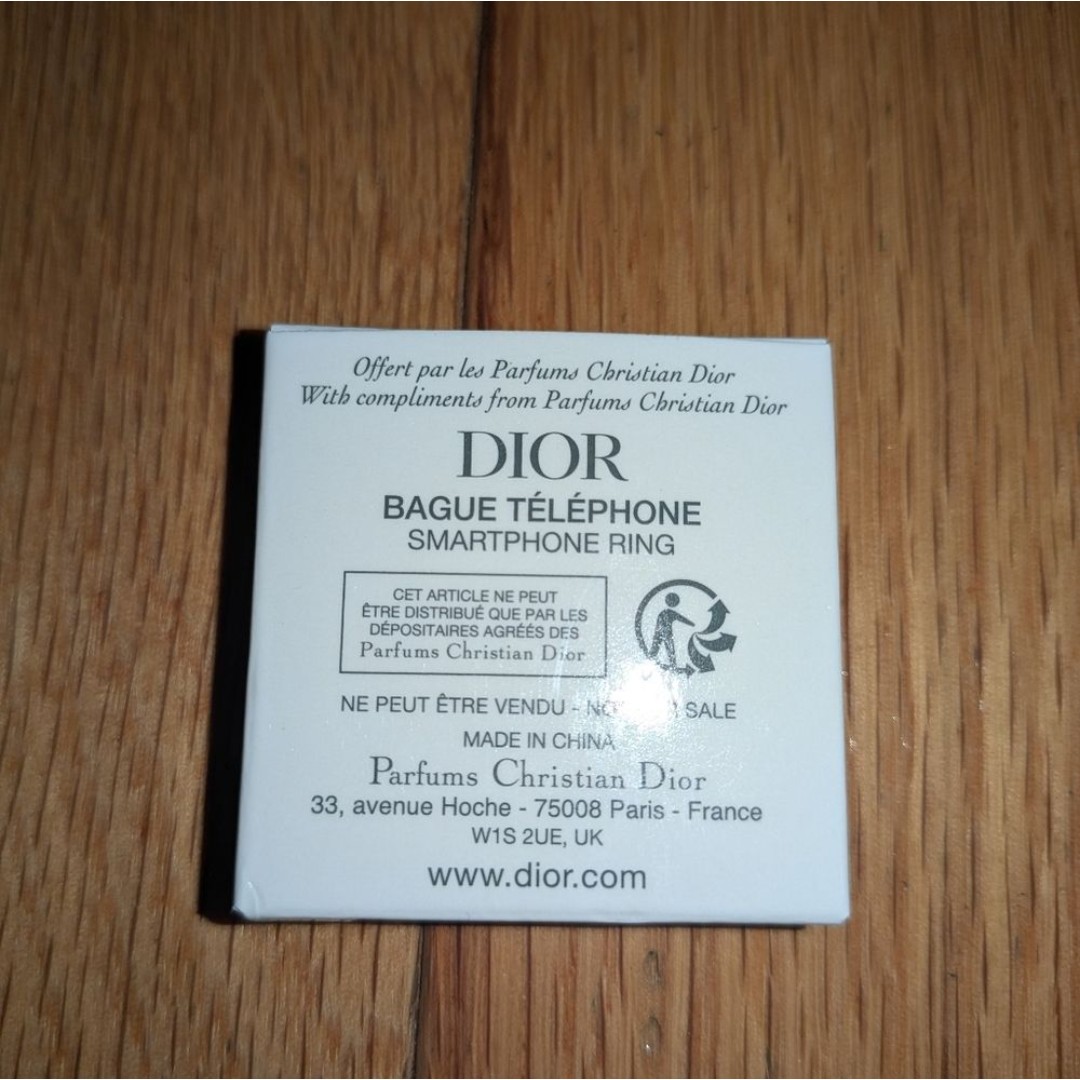 Offert par les Parfums Christian Dior
With compliments from Parfums Christian Dior
DIOR
BAGUE TÉLÉPHONE
SMARTPHONE RING
CET ARTICLE NE PEUT
ÊTRE DISTRIBUÉ QUE PAR LES
DÉPOSITAIRES AGRÉÉS DES
Parfums Christian Dior
NE PEUT ÊTRE VENDU - SALE
MADE IN CHINA
Parfums Christian Dior
33, avenue Hoche - 75008 Paris - France
W1S 2UE, UK
www.dior.com